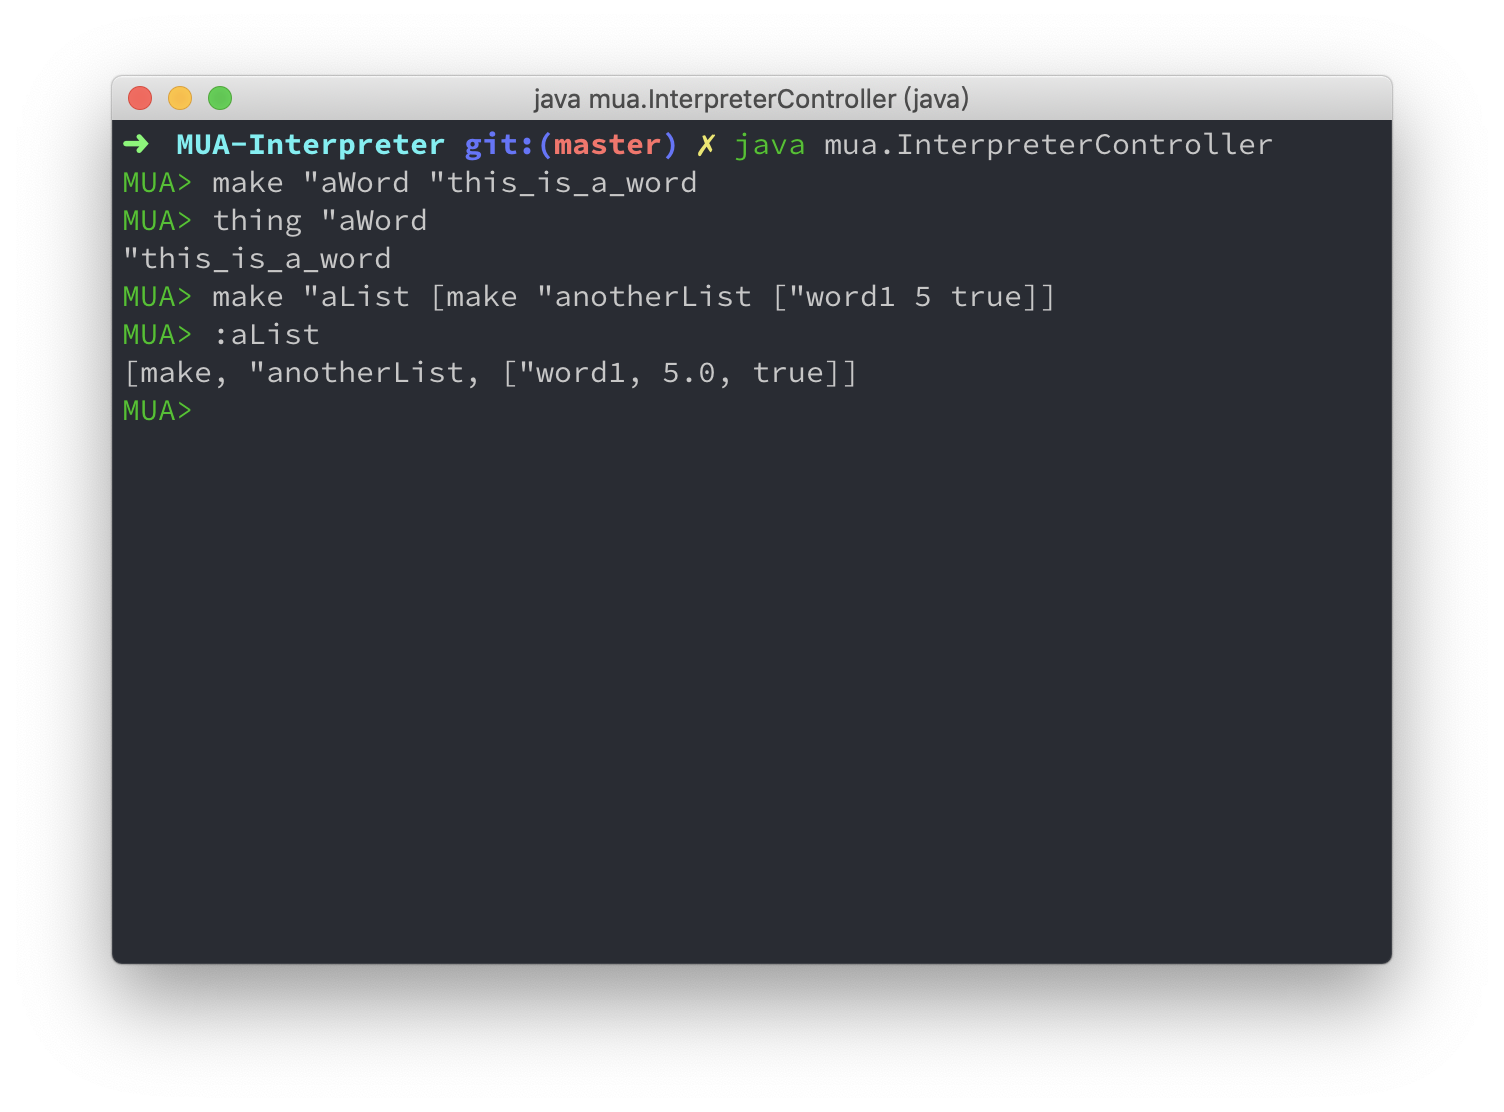 java mua.InterpreterController (java)
➜ MUA-Interpreter git:(master) ✗ java mua.InterpreterController
MUA> make "aWord "this_is_a_word
MUA> thing "aWord
"this_is_a_word
MUA> make "aList [make "anotherList ["word1 5 true]]
MUA> :aList
[make, "anotherList, ["word1, 5.0, true]]
MUA>